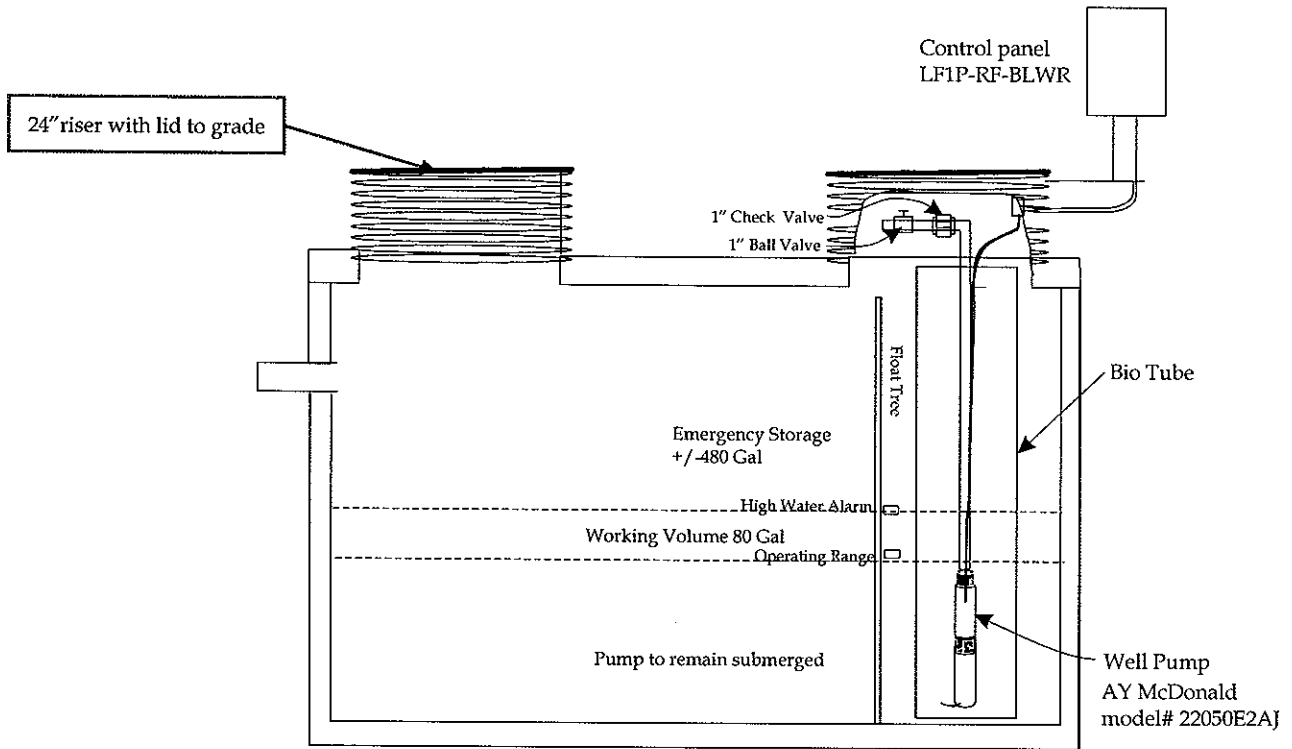 Control panel
LF1P-RF-BLWR
24" riser with lid to grade
1" Check Valve
1" Ball Valve
Float Tree
Bio Tube
Emergency Storage
+/-480 Gal
High Water Alarm
Working Volume 80 Gal
Operating Range
Pump to remain submerged
Well Pump
AY McDonald
model# 22050E2AJ